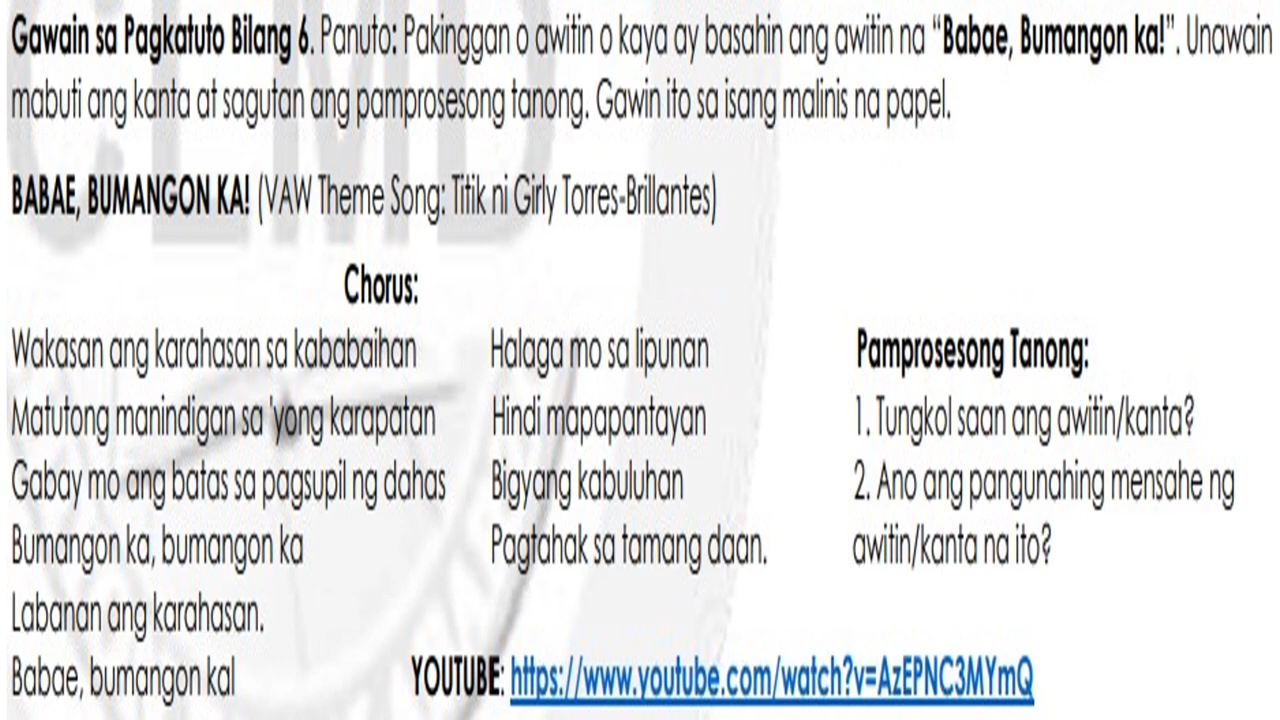 Gawain sa Pagkatuto Bilang 6. Panuto: Pakinggan o awitin o kaya ay basahin ang awitin na “Babae, Bumangon ka!”. Unawain
mabuti ang kanta at sagutan ang pamprosesong tanong. Gawin ito sa isang malinis na papel.
BABAE, BUMANGON KA! (VAW Theme Song: Titik ni Girly Torres-Brillantes)
Chorus:
Wakasan ang karahasan sa kababaihan
Matutong manindigan sa 'yong karapatan
Gabay mo ang batas sa pagsupil ng dahas
Bumangon ka, bumangon ka
Labanan ang karahasan.
Babae, bumangon ka!
Halaga mo sa lipunan
Hindi mapapantayan
Bigyang kabuluhan
Pagtahak sa tamang daan.
Pamprosesong Tanong:
1. Tungkol saan ang awitin/kanta?
2. Ano ang pangunahing mensahe ng
awitin/kanta na ito?
YOUTUBE: https://www.youtube.com/watch?v=AzEPNC3MYmQ
CLMD